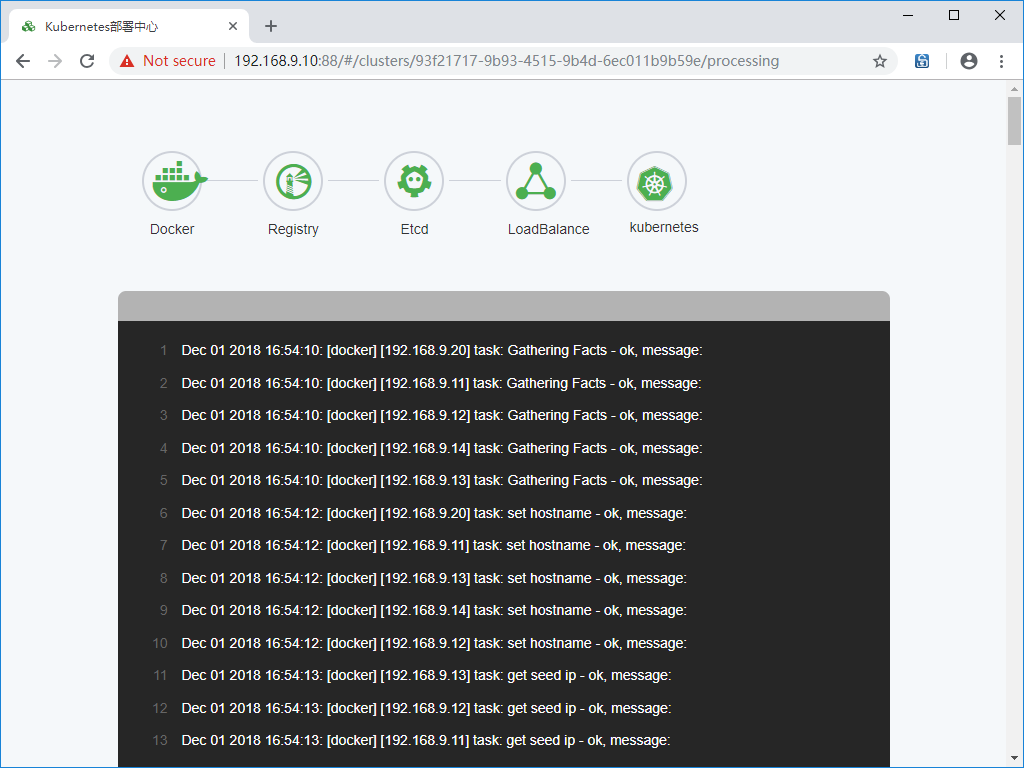 Kubernetes部署中心
Not secure | 192.168.9.10:88/#/clusters/93f21717-9b93-4515-9b4d-6ec011b9b59e/processing
Docker Registry Etcd LoadBalance kubernetes
1 Dec 01 2018 16:54:10: [docker] [192.168.9.20] task: Gathering Facts - ok, message:
2 Dec 01 2018 16:54:10: [docker] [192.168.9.11] task: Gathering Facts - ok, message:
3 Dec 01 2018 16:54:10: [docker] [192.168.9.12] task: Gathering Facts - ok, message:
4 Dec 01 2018 16:54:10: [docker] [192.168.9.14] task: Gathering Facts - ok, message:
5 Dec 01 2018 16:54:10: [docker] [192.168.9.13] task: Gathering Facts - ok, message:
6 Dec 01 2018 16:54:12: [docker] [192.168.9.20] task: set hostname - ok, message:
7 Dec 01 2018 16:54:12: [docker] [192.168.9.11] task: set hostname - ok, message:
8 Dec 01 2018 16:54:12: [docker] [192.168.9.13] task: set hostname - ok, message:
9 Dec 01 2018 16:54:12: [docker] [192.168.9.14] task: set hostname - ok, message:
10 Dec 01 2018 16:54:12: [docker] [192.168.9.12] task: set hostname - ok, message:
11 Dec 01 2018 16:54:13: [docker] [192.168.9.13] task: get seed ip - ok, message:
12 Dec 01 2018 16:54:13: [docker] [192.168.9.12] task: get seed ip - ok, message:
13 Dec 01 2018 16:54:13: [docker] [192.168.9.11] task: get seed ip - ok, message: